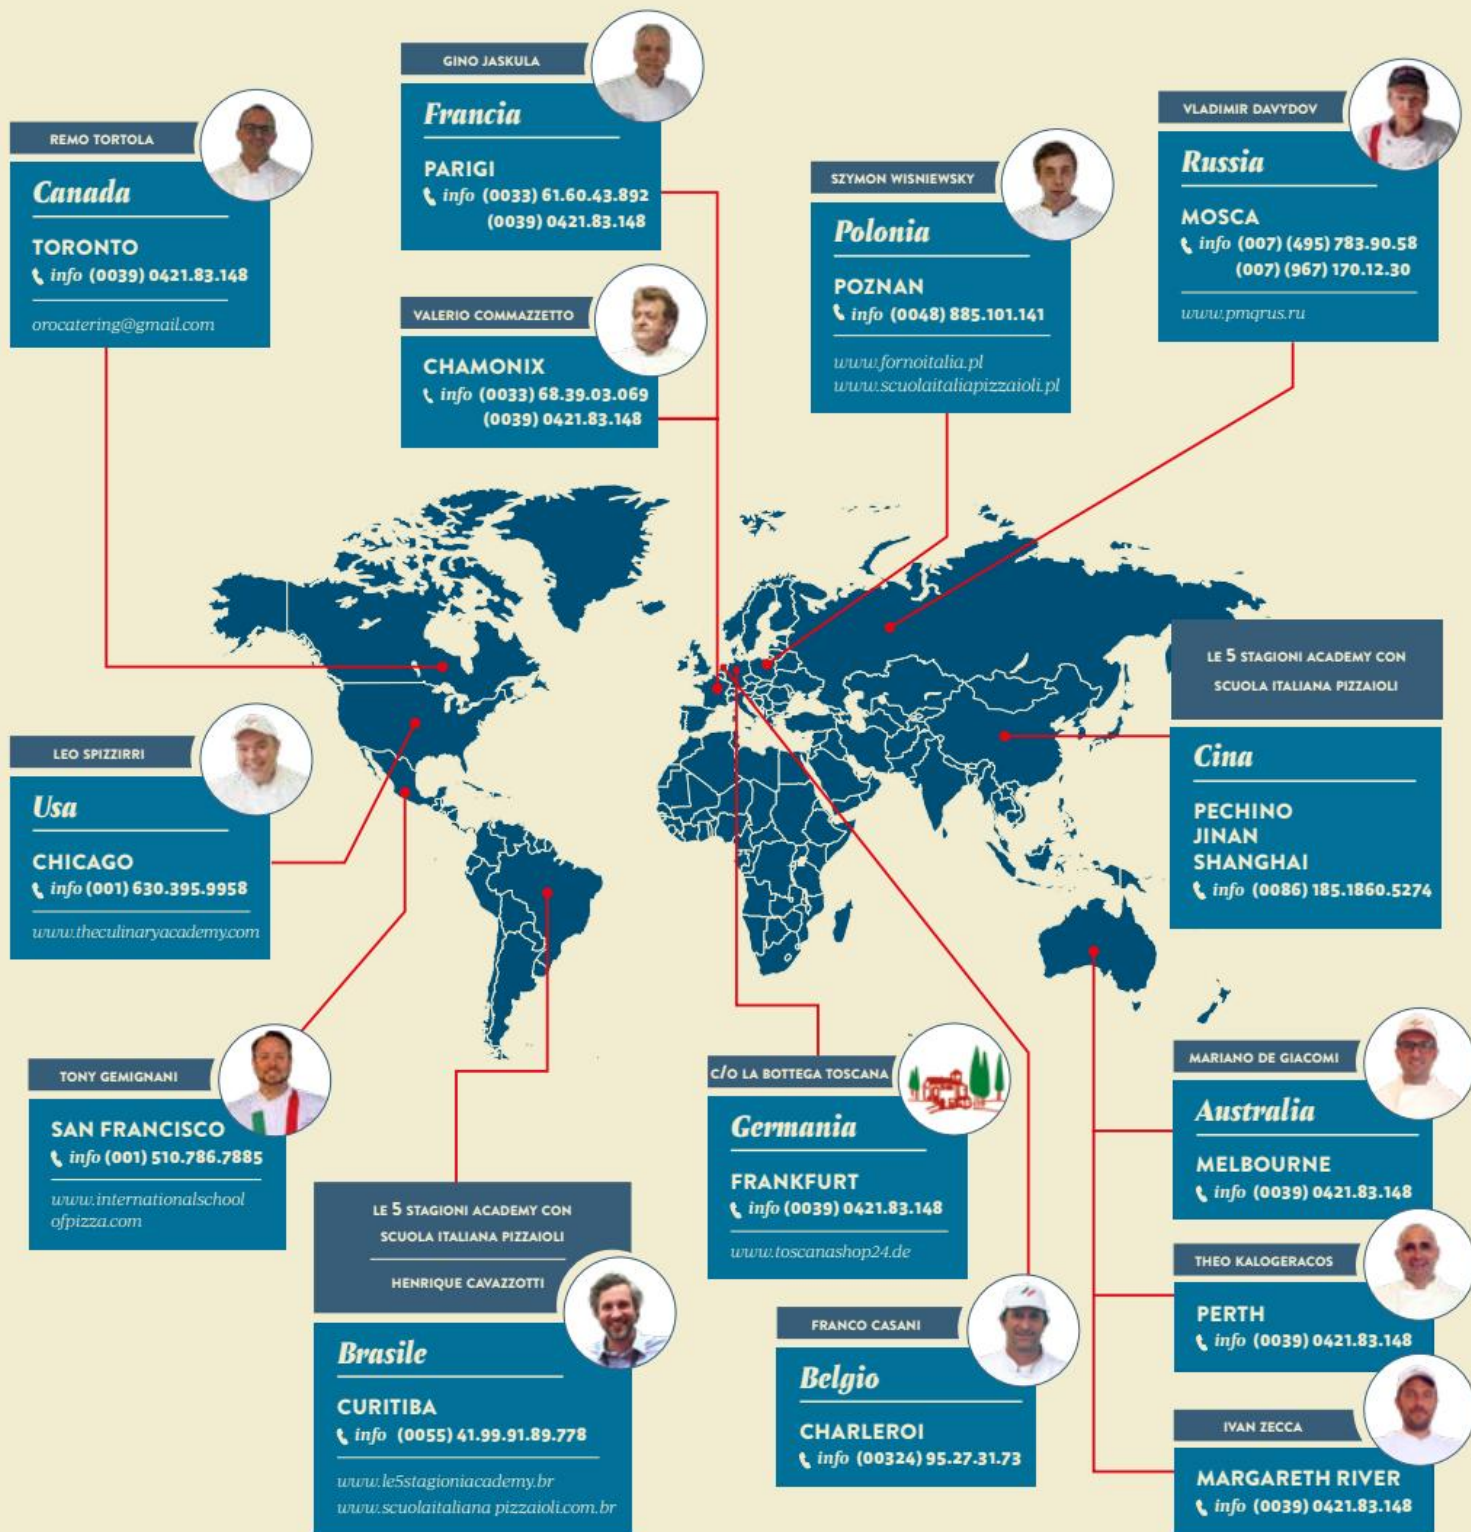 REMO TORTOLA
Canada
TORONTO
info (0039) 0421.83.148
orocatering@gmail.com
GINO JASKULA
Francia
PARIGI
info (0033) 61.60.43.892
(0039) 0421.83.148
VALERIO COMMAZZETTO
CHAMONIX
info (0033) 68.39.03.069
(0039) 0421.83.148
SZYMON WISNIEWSKY
Polonia
POZNAN
info (0048) 885.101.141
www.fornoitalia.pl
www.scuolaitaliapizzaioli.pl
VLADIMIR DAVYDOV
Russia
MOSCA
info (007) (495) 783.90.58
(007) (967) 170.12.30
www.pmqrus.ru
LE 5 STAGIONI ACADEMY CON
SCUOLA ITALIANA PIZZAIOLI
Cina
PECHINO
JINAN
SHANGHAI
info (0086) 185.1860.5274
LEO SPIZZIRRI
Usa
CHICAGO
info (001) 630.395.9958
www.theculinaryacademy.com
TONY GEMIGNANI
SAN FRANCISCO
info (001) 510.786.7885
www.internationalschool
ofpizza.com
LE 5 STAGIONI ACADEMY CON
SCUOLA ITALIANA PIZZAIOLI
HENRIQUE CAVAZZOTTI
Brasile
CURITIBA
info (0055) 41.99.91.89.778
www.le5stagioniacademy.br
www.scuolaitaliana pizzaioli.com.br
C/O LA BOTTEGA TOSCANA
Germania
FRANKFURT
info (0039) 0421.83.148
www.toscanashop24.de
FRANCO CASANI
Belgio
CHARLEROI
info (00324) 95.27.31.73
MARIANO DE GIACOMI
Australia
MELBOURNE
info (0039) 0421.83.148
THEO KALOGERACOS
PERTH
info (0039) 0421.83.148
IVAN ZECCA
MARGARETH RIVER
info (0039) 0421.83.148